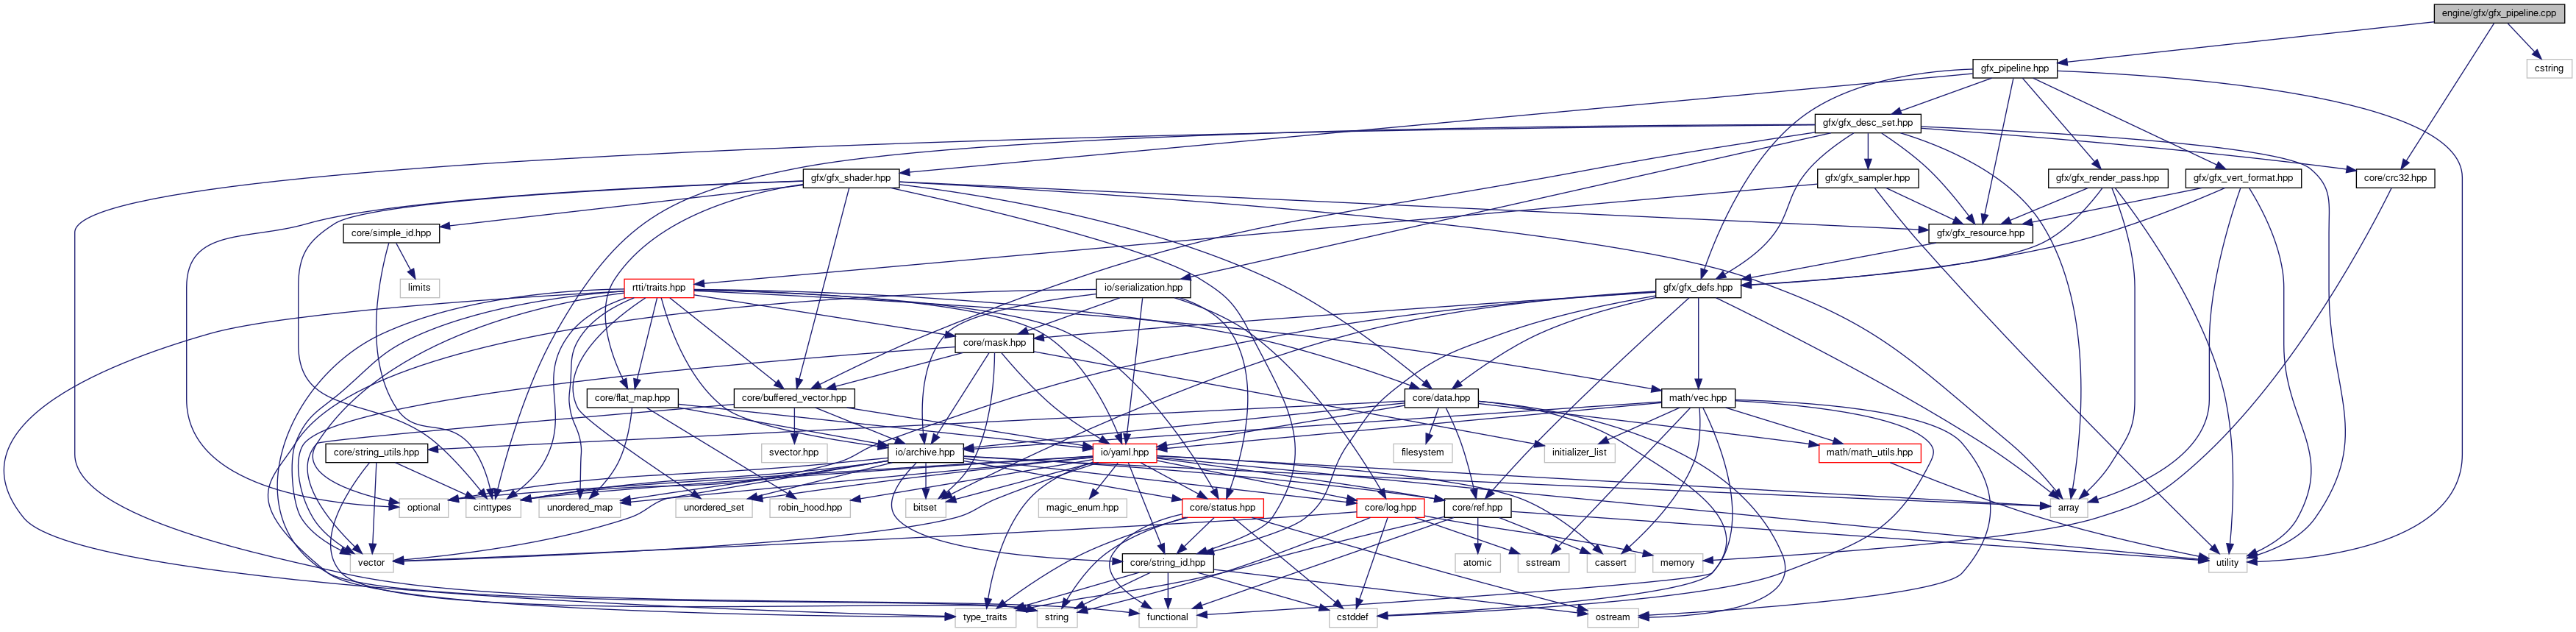 engine/gfx/gfx_pipeline.cpp
gfx_pipeline.hpp
cstring
gfx/gfx_desc_set.hpp
gfx/gfx_shader.hpp
gfx/gfx_sampler.hpp
gfx/gfx_render_pass.hpp
gfx/gfx_vert_format.hpp
core/crc32.hpp
core/simple_id.hpp
gfx/gfx_resource.hpp
limits
rtti/traits.hpp
io/serialization.hpp
gfx/gfx_defs.hpp
core/mask.hpp
core/flat_map.hpp
core/buffered_vector.hpp
core/data.hpp
math/vec.hpp
core/string_utils.hpp
svector.hpp
io/archive.hpp
io/yaml.hpp
filesystem
initializer_list
math/math_utils.hpp
optional
cinttypes
unordered_map
unordered_set
robin_hood.hpp
bitset
magic_enum.hpp
core/status.hpp
core/log.hpp
core/ref.hpp
array
vector
core/string_id.hpp
atomic
sstream
cassert
memory
utility
type_traits
string
functional
cstddef
ostream